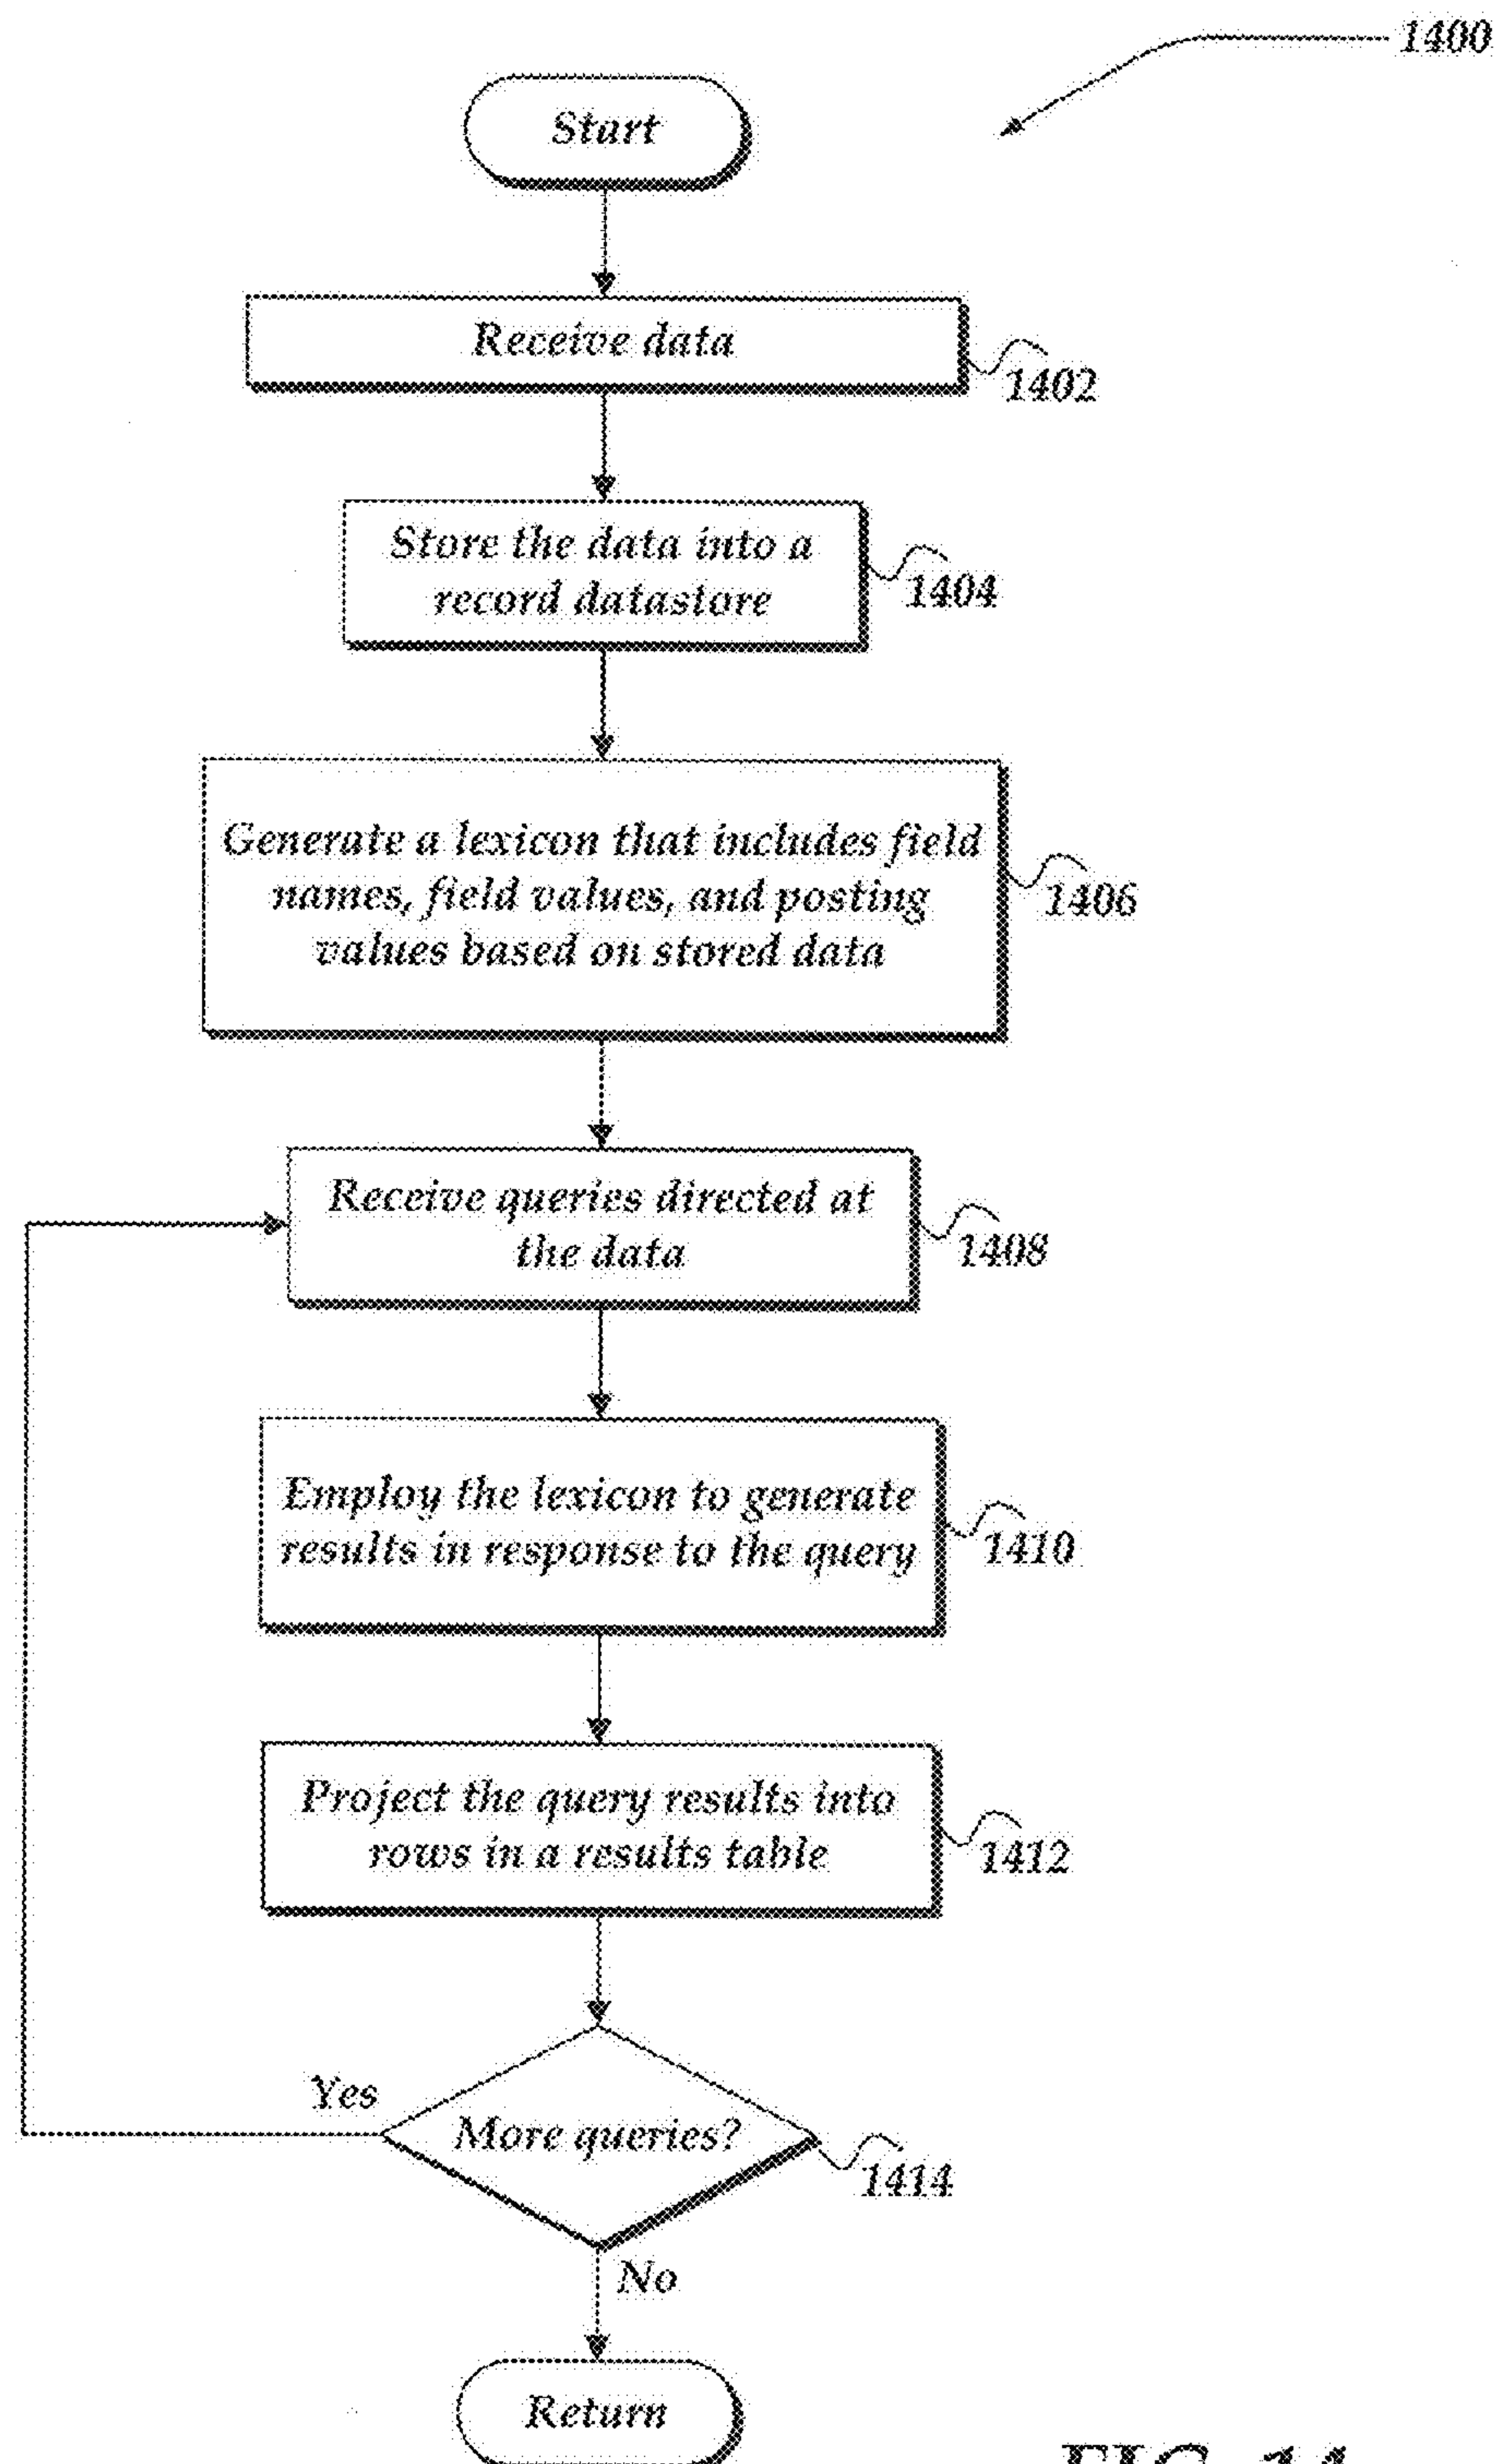 1400
Start
Receive data
1402
Store the data into a
record datastore
1404
Generate a lexicon that includes field
names, field values, and posting
values based on stored data
1406
Receive queries directed at
the data
1408
Employ the lexicon to generate
results in response to the query
1410
Project the query results into
rows in a results table
1412
Yes
More queries?
1414
No
Return
FIG. 14